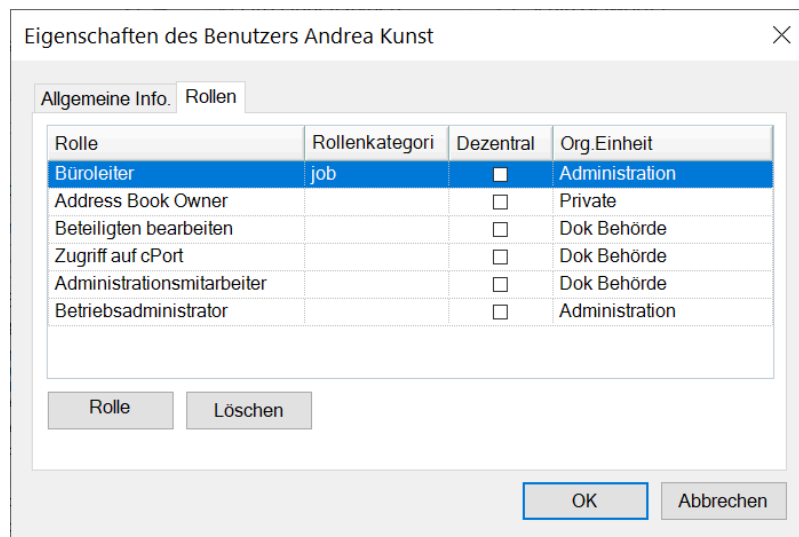 Eigenschaften des Benutzers Andrea Kunst
Allgemeine Info. Rollen
Rolle Rollenkategori Dezentral Org.Einheit
Büroleiter job Administration
Address Book Owner Private
Beteiligten bearbeiten Dok Behörde
Zugriff auf cPort Dok Behörde
Administrationsmitarbeiter Dok Behörde
Betriebsadministrator Administration
Rolle Löschen
OK Abbrechen